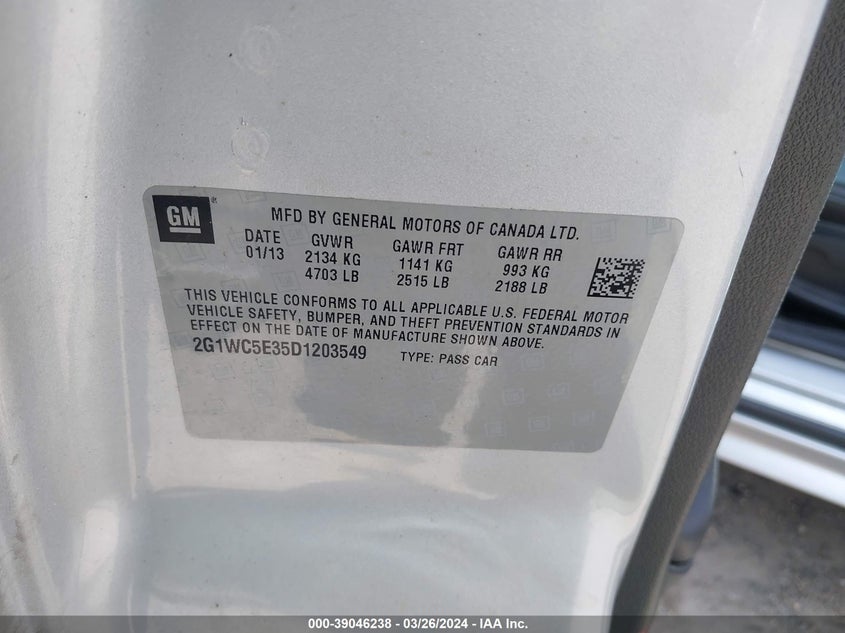 GM ®
MFD BY GENERAL MOTORS OF CANADA LTD.
DATE GVWR GAWR FRT GAWR RR
01/13 2134 KG 1141 KG 993 KG
4703 LB 2515 LB 2188 LB
THIS VEHICLE CONFORMS TO ALL APPLICABLE U.S. FEDERAL MOTOR
VEHICLE SAFETY, BUMPER, AND THEFT PREVENTION STANDARDS IN
EFFECT ON THE DATE OF MANUFACTURE SHOWN ABOVE.
2G1WC5E35D1203549 TYPE: PASS CAR
000-39046238 - 03/26/2024 - IAA Inc.